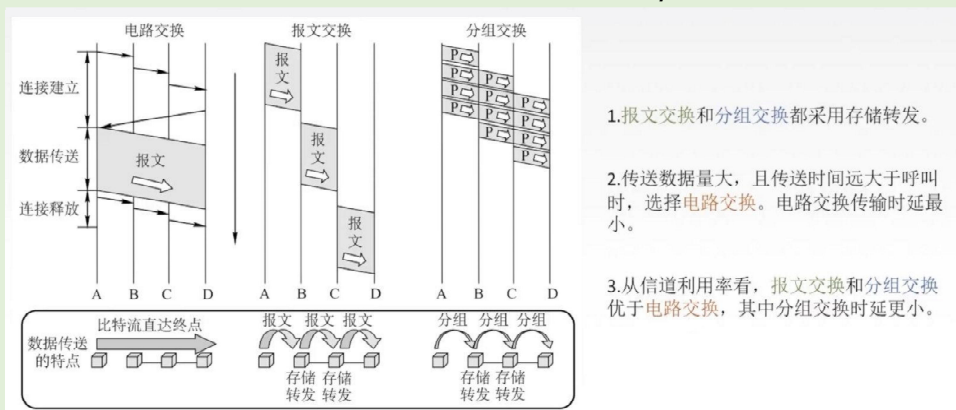 电路交换
报文交换
分组交换
连接建立
数据传送
连接释放
报文
报
文
报
文
报
文
P P
P P P
P P P
P P P
P P
P
A B C D
A B C D
A B C D
数据传送
的特点
比特流直达终点
报文 报文 报文
存储 存储
转发 转发
分组 分组 分组
存储 存储
转发 转发
1.报文交换和分组交换都采用存储转发。
2.传送数据量大，且传送时间远大于呼叫
时，选择电路交换。电路交换传输时延最
小。
3.从信道利用率看，报文交换和分组交换
优于电路交换，其中分组交换时延更小。